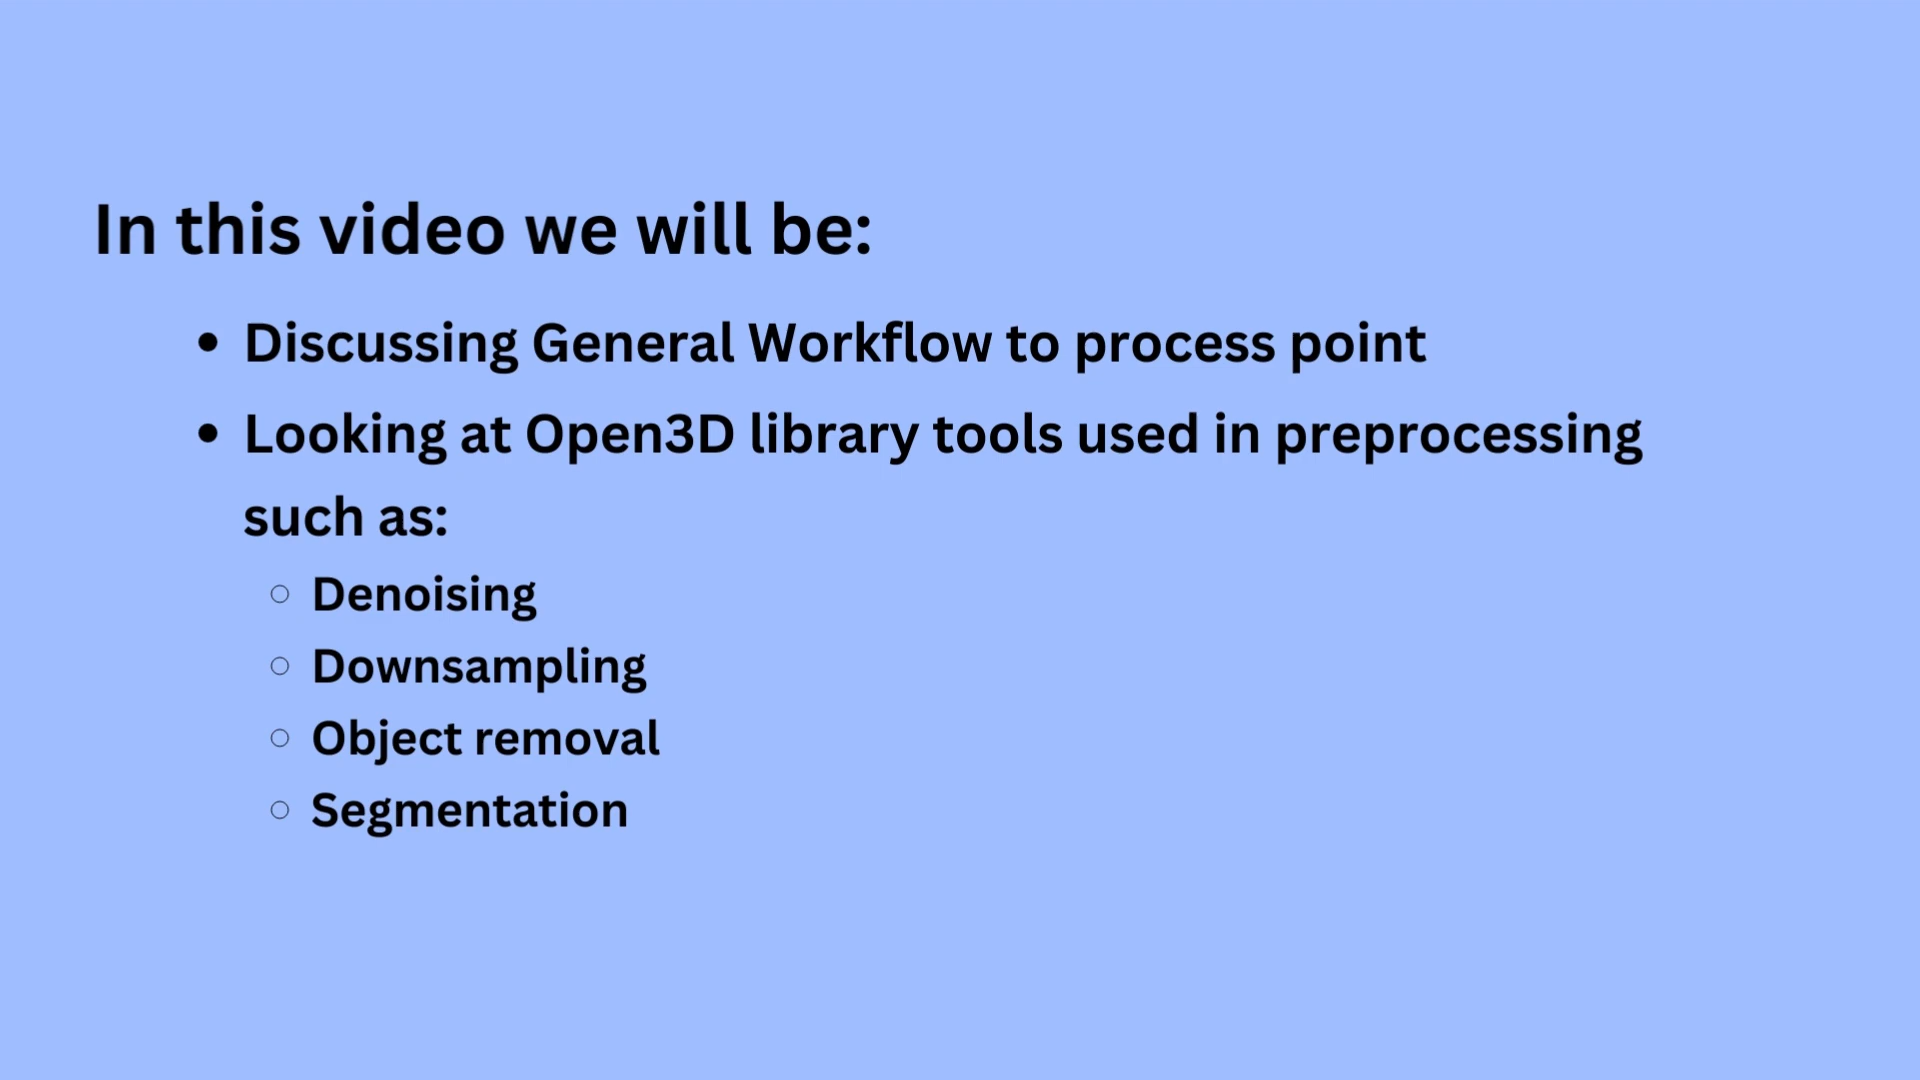 In this video we will be:
• Discussing General Workflow to process point
• Looking at Open3D library tools used in preprocessing
such as:
○ Denoising
○ Downsampling
○ Object removal
○ Segmentation